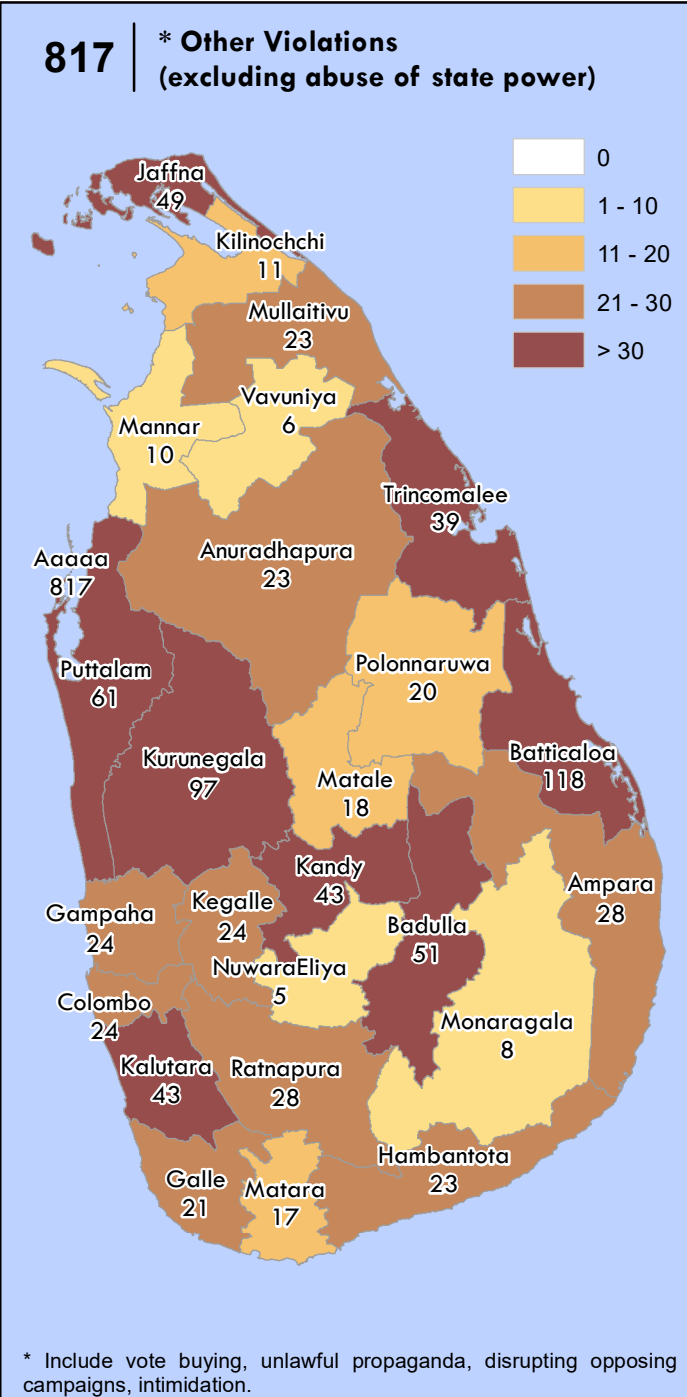 817
* Other Violations
(excluding abuse of state power)
0
1 - 10
11 - 20
21 - 30
> 30
Jaffna
49
Kilinochchi
11
Mullaitivu
23
Vavuniya
6
Mannar
10
Trincomalee
39
Anuradhapura
23
Aaaaa
817
Puttalam
61
Polonnaruwa
20
Kurunegala
97
Batticaloa
118
Matale
18
Kandy
43
Ampara
28
Kegalle
24
Gampaha
24
Badulla
51
NuwaraEliya
5
Colombo
24
Monaragala
8
Kalutara
43
Ratnapura
28
Hambantota
23
Galle
21
Matara
17
* Include vote buying, unlawful propaganda, disrupting opposing
campaigns, intimidation.